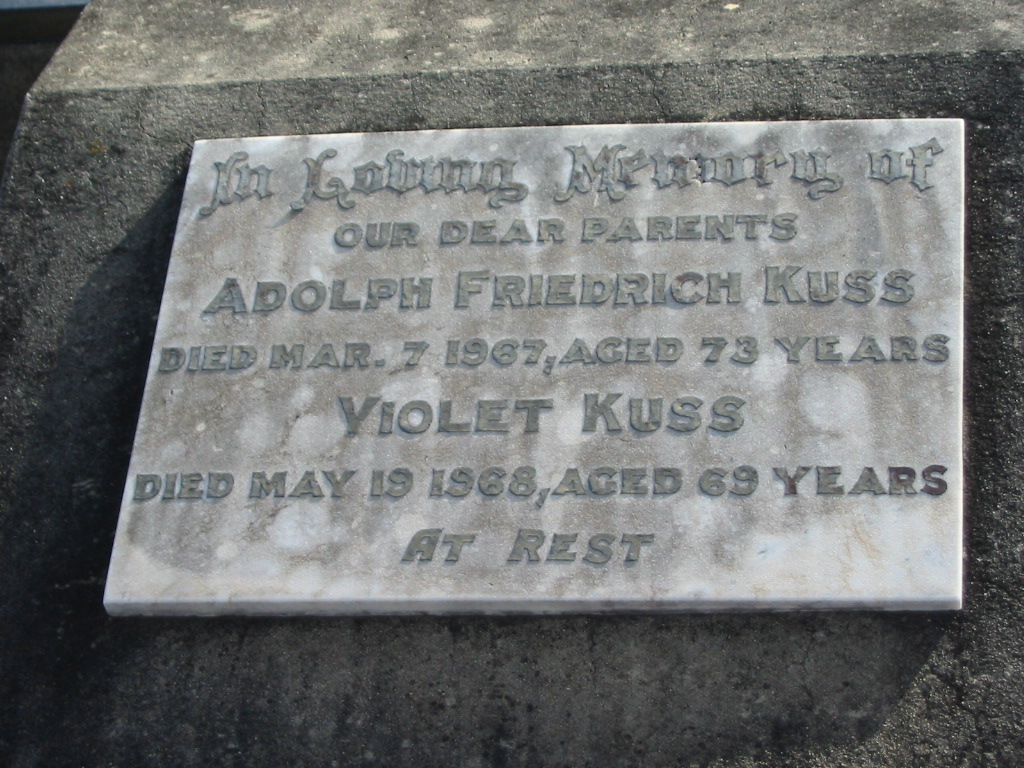 In Loving Memory of
OUR DEAR PARENTS
ADOLPH FRIEDRICH KUSS
DIED MAR. 7 1967, AGED 73 YEARS
VIOLET KUSS
DIED MAY 19 1968, AGED 69 YEARS
AT REST